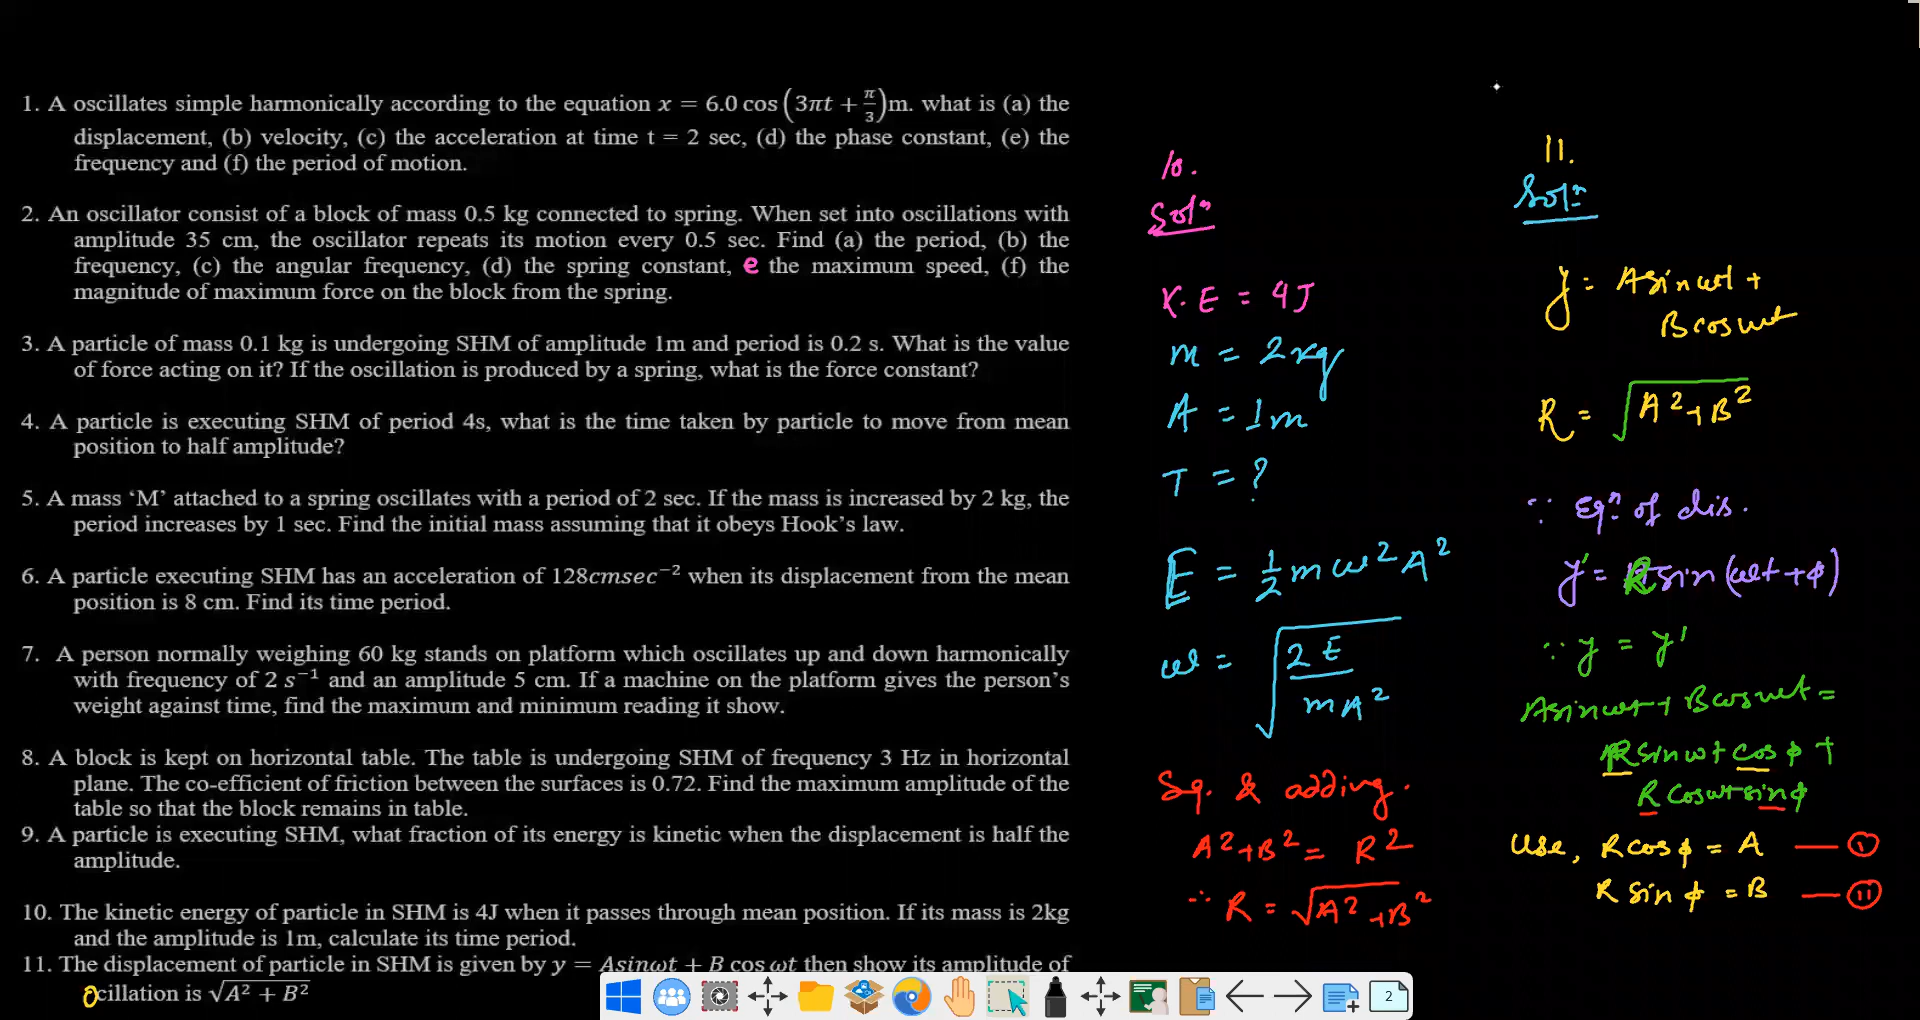 1. A oscillates simple harmonically according to the equation x = 6.0 cos (3πt + π/3)m. what is (a) the
displacement, (b) velocity, (c) the acceleration at time t = 2 sec, (d) the phase constant, (e) the
frequency and (f) the period of motion.
2. An oscillator consist of a block of mass 0.5 kg connected to spring. When set into oscillations with
amplitude 35 cm, the oscillator repeats its motion every 0.5 sec. Find (a) the period, (b) the
frequency, (c) the angular frequency, (d) the spring constant, e the maximum speed, (f) the
magnitude of maximum force on the block from the spring.
3. A particle of mass 0.1 kg is undergoing SHM of amplitude 1m and period is 0.2 s. What is the value
of force acting on it? If the oscillation is produced by a spring, what is the force constant?
4. A particle is executing SHM of period 4s, what is the time taken by particle to move from mean
position to half amplitude?
5. A mass ‘M’ attached to a spring oscillates with a period of 2 sec. If the mass is increased by 2 kg, the
period increases by 1 sec. Find the initial mass assuming that it obeys Hook’s law.
6. A particle executing SHM has an acceleration of 128cmsec⁻² when its displacement from the mean
position is 8 cm. Find its time period.
7. A person normally weighing 60 kg stands on platform which oscillates up and down harmonically
with frequency of 2 s⁻¹ and an amplitude 5 cm. If a machine on the platform gives the person’s
weight against time, find the maximum and minimum reading it show.
8. A block is kept on horizontal table. The table is undergoing SHM of frequency 3 Hz in horizontal
plane. The co-efficient of friction between the surfaces is 0.72. Find the maximum amplitude of the
table so that the block remains in table.
9. A particle is executing SHM, what fraction of its energy is kinetic when the displacement is half the
amplitude.
10. The kinetic energy of particle in SHM is 4J when it passes through mean position. If its mass is 2kg
and the amplitude is 1m, calculate its time period.
11. The displacement of particle in SHM is given by y = Asinωt + B cos ωt then show its amplitude of
Ocillation is √A² + B²
10.
Solⁿ
K.E = 4J
m = 2kg
A = 1m
T = ?
E = 1/2 mω²A²
ω = √2E/mA²
Sq. & adding.
A²+B² = R²
∴ R = √A²+B²
11.
Solⁿ
y = Asinωt +
Bcosωt
R = √A²+B²
∵ Eqⁿ of dis.
y' = Rsin(ωt+φ)
∵ y = y'
Asinωt + Bcosωt =
Rsinωt cosφ +
R cosωt sinφ
Use, Rcosφ = A — (I)
R sinφ = B — (II)
2